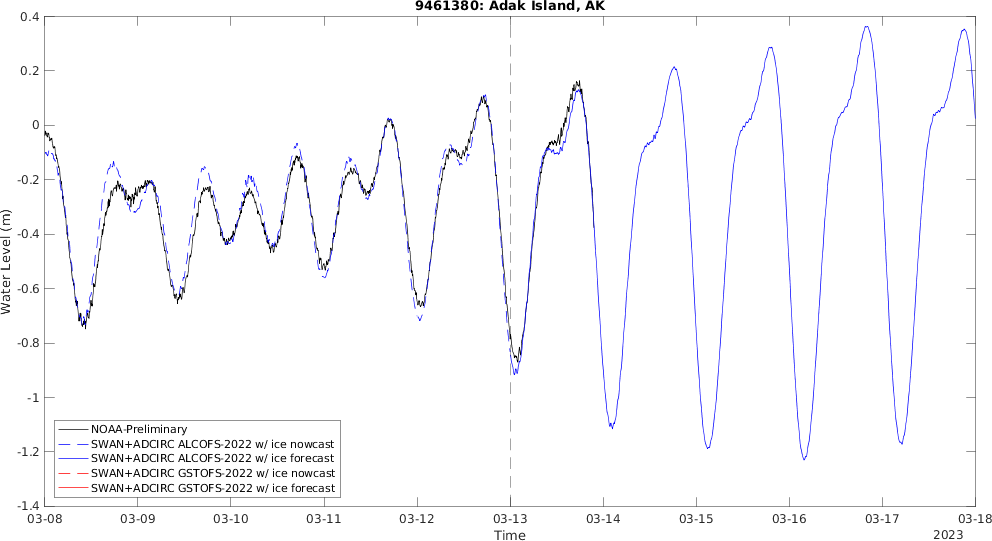 9461380: Adak Island, AK
0.4
0.2
0
-0.2
-0.4
-0.6
-0.8
-1
-1.2
-1.4
Water Level (m)
NOAA-Preliminary
SWAN+ADCIRC ALCOFS-2022 w/ ice nowcast
SWAN+ADCIRC ALCOFS-2022 w/ ice forecast
SWAN+ADCIRC GSTOFS-2022 w/ ice nowcast
SWAN+ADCIRC GSTOFS-2022 w/ ice forecast
03-08 03-09 03-10 03-11 03-12 03-13 03-14 03-15 03-16 03-17 03-18
Time
2023